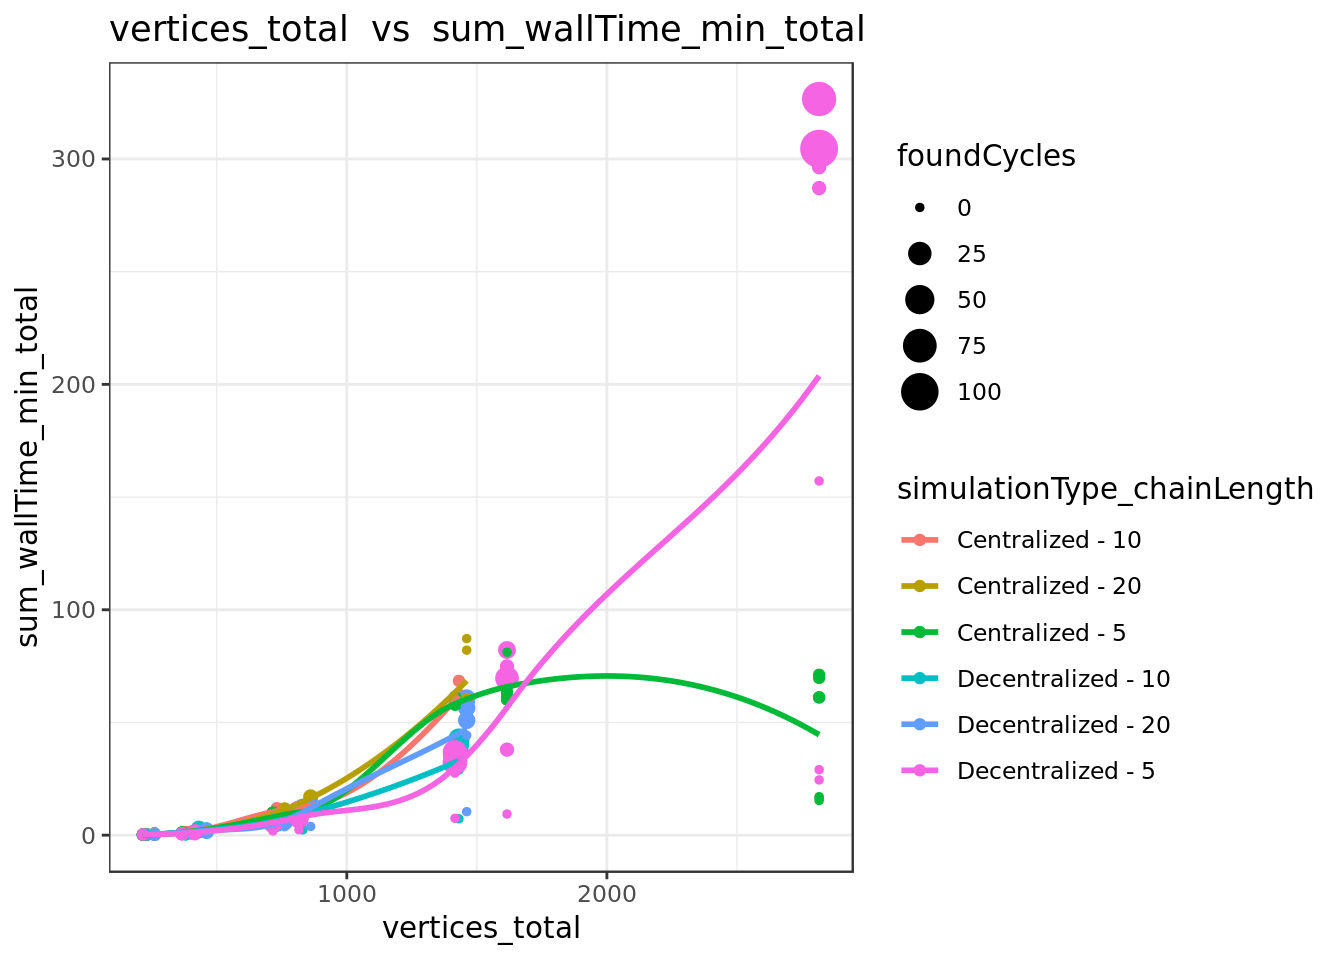 vertices_total vs sum_wallTime_min_total
sum_wallTime_min_total
300
200
100
0
1000
2000
vertices_total
foundCycles
0
25
50
75
100
simulationType_chainLength
Centralized - 10
Centralized - 20
Centralized - 5
Decentralized - 10
Decentralized - 20
Decentralized - 5